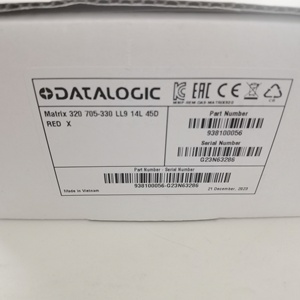 DATALOGIC
EAC
Matrix 320 705-330 LL9 14L 45D
RED X
Part Number
938100056
Serial Number
G23N63286
Part Number - Serial Number
938100056-G23N63286
Made in Vietnam
21 December, 2023